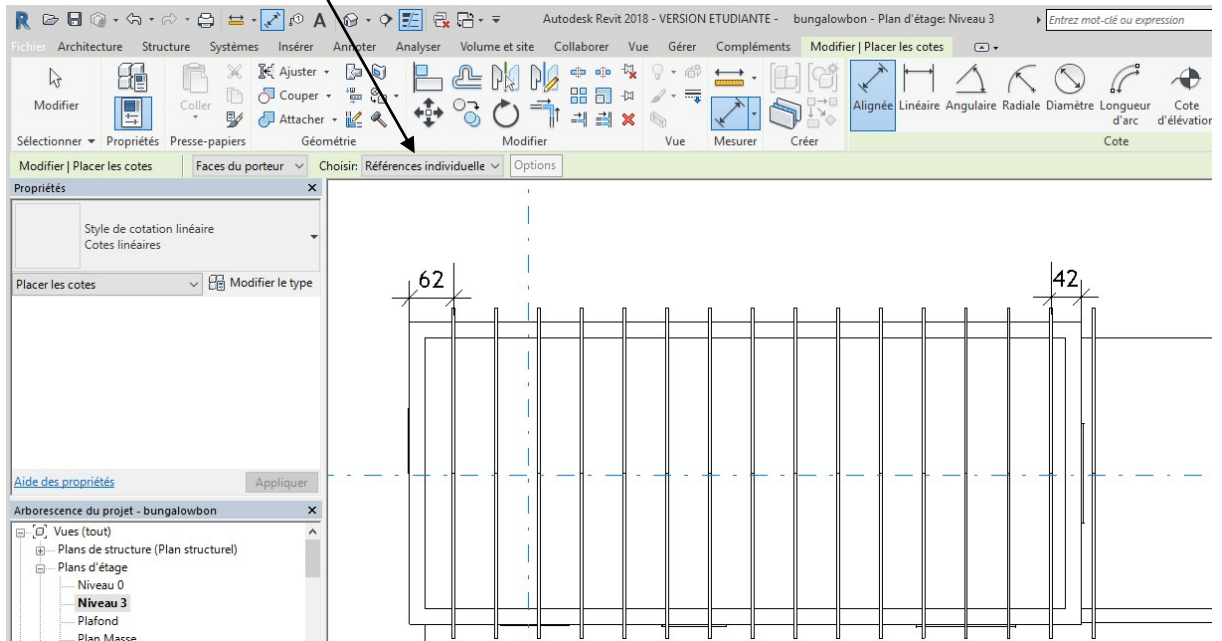 Autodesk Revit 2018 - VERSION ETUDIANTE - bungalowbon - Plan d'étage: Niveau 3 Entrez mot-clé ou expression
Fichier Architecture Structure Systèmes Insérer Annoter Analyser Volume et site Collaborer Vue Gérer Compléments Modifier | Placer les cotes
Modifier Coller Ajuster Couper Attacher Alignée Linéaire Angulaire Radiale Diamètre Longueur d'arc Cote d'élévation
Sélectionner Propriétés Presse-papiers Géométrie Modifier Vue Mesurer Créer Cote
Modifier | Placer les cotes Faces du porteur Choisir: Références individuelle Options
Propriétés
Style de cotation linéaire
Cotes linéaires
Placer les cotes Modifier le type
62 42
Aide des propriétés Appliquer
Arborescence du projet - bungalowbon
Vues (tout)
Plans de structure (Plan structurel)
Plans d'étage
Niveau 0
Niveau 3
Plafond
Plan Masse